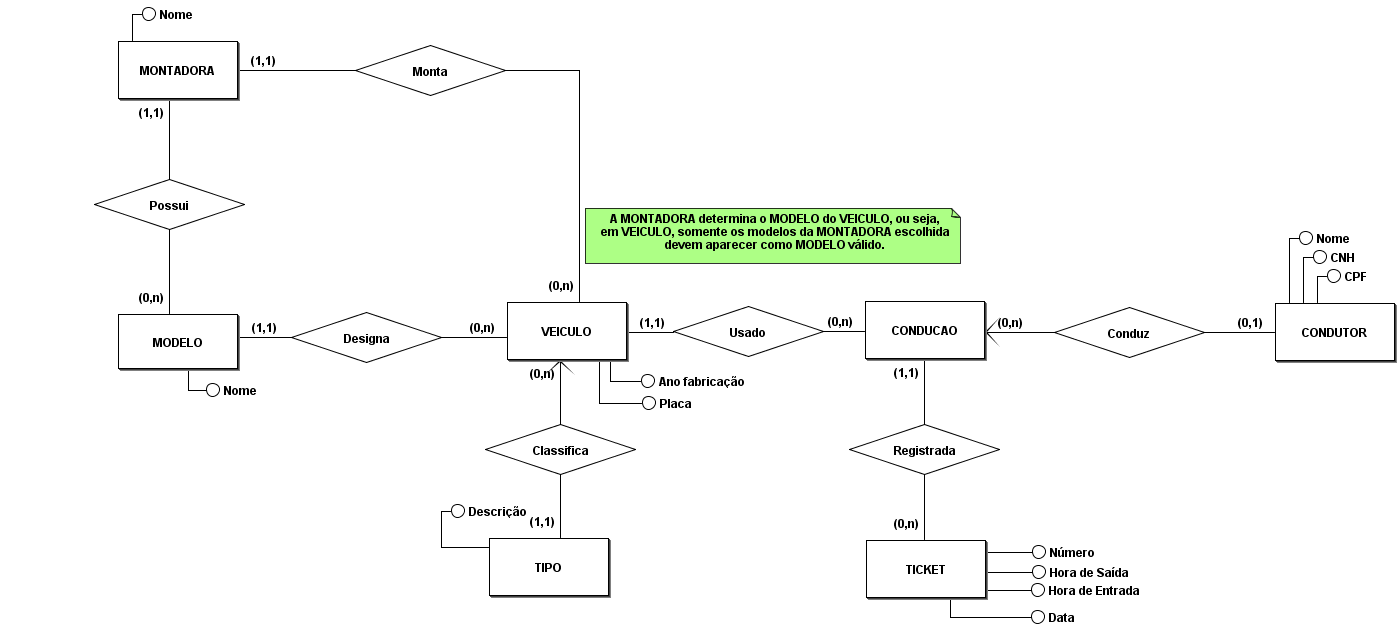 Nome
MONTADORA
(1,1)
Monta
(1,1)
Possui
A MONTADORA determina o MODELO do VEICULO, ou seja,
em VEICULO, somente os modelos da MONTADORA escolhida
devem aparecer como MODELO válido.
Nome
CNH
CPF
(0,n)
(0,n)
MODELO
(1,1)
Designa
(0,n)
VEICULO
(1,1)
Usado
(0,n)
CONDUCAO
(0,n)
Conduz
(0,1)
CONDUTOR
Nome
(0,n)
Ano fabricação
Placa
(1,1)
Classifica
Registrada
Descrição
(1,1)
TIPO
(0,n)
TICKET
Número
Hora de Saída
Hora de Entrada
Data